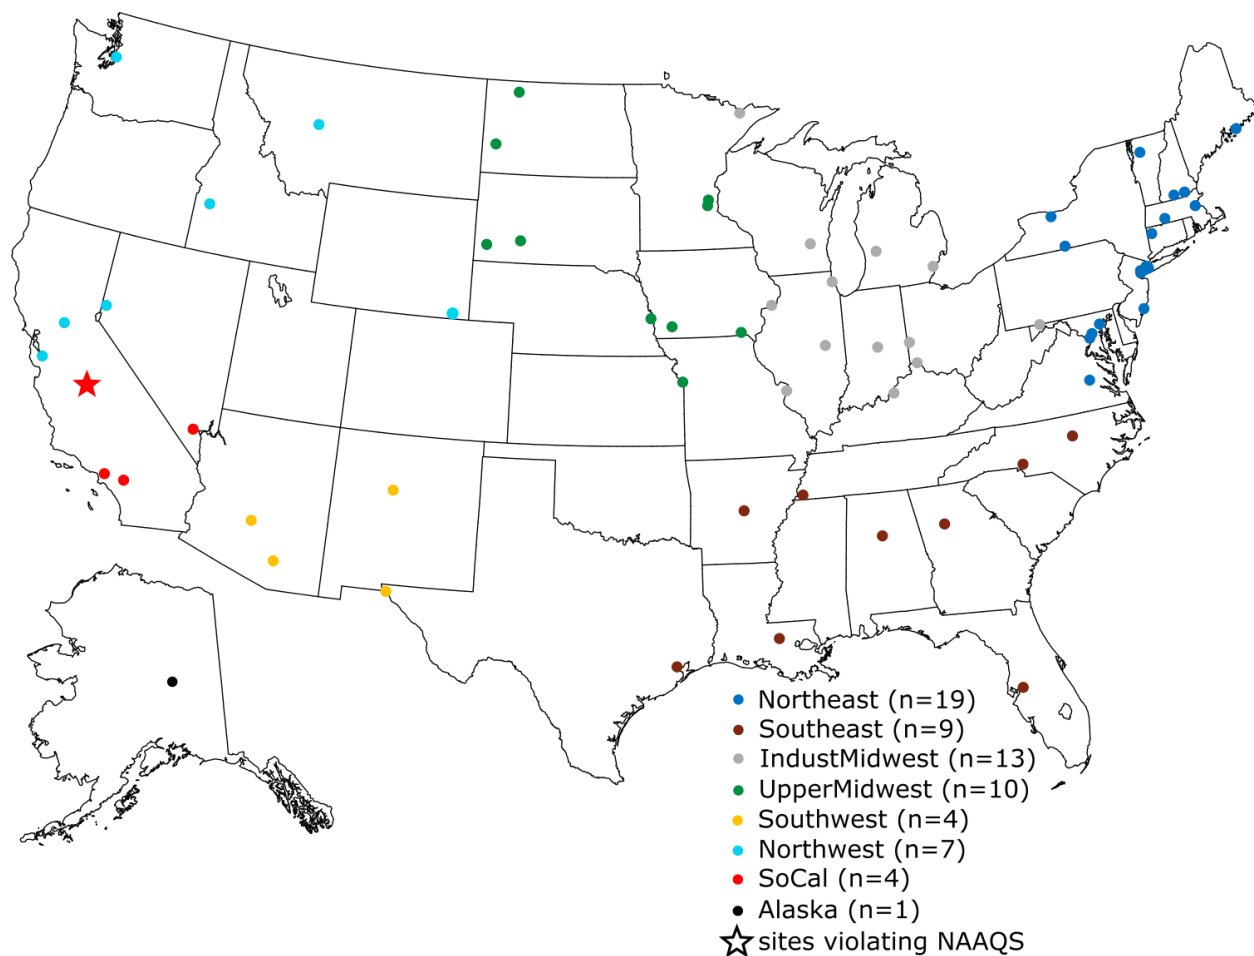 Northeast (n=19)
Southeast (n=9)
IndustMidwest (n=13)
UpperMidwest (n=10)
Southwest (n=4)
Northwest (n=7)
SoCal (n=4)
Alaska (n=1)
sites violating NAAQS